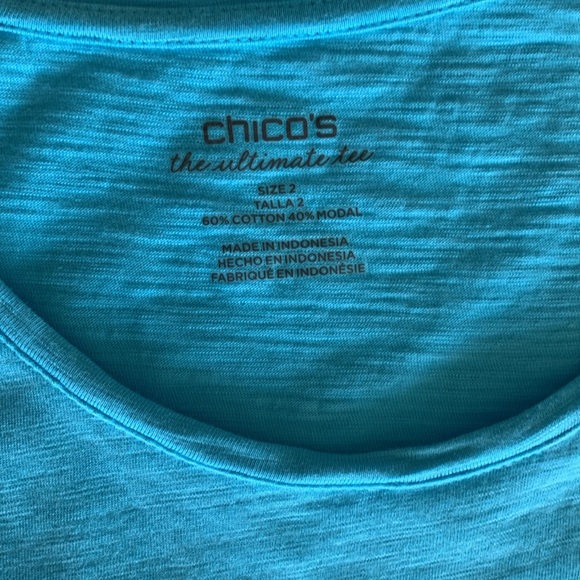 chico's
the ultimate tee
SIZE 2
TALLA 2
60% COTTON 40% MODAL
MADE IN INDONESIA
HECHO EN INDONESIA
FABRIQUÉ EN INDONÉSIE